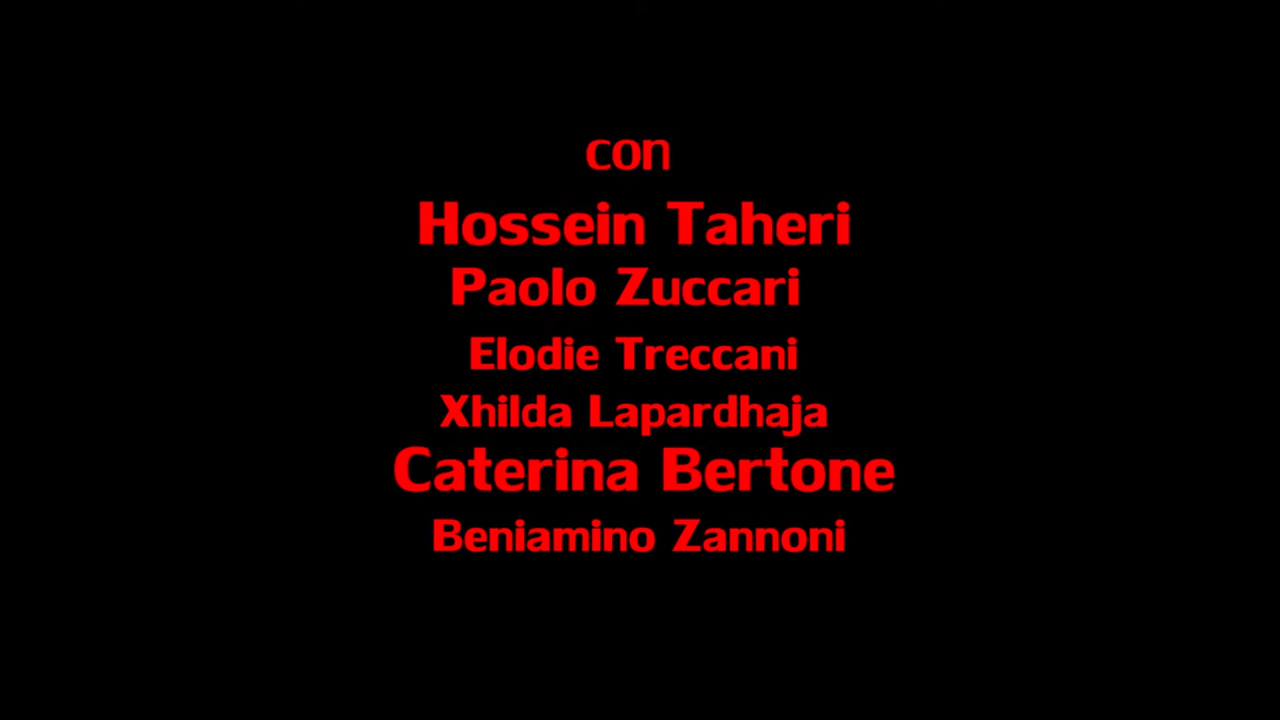 con
Hossein Taheri
Paolo Zuccari
Elodie Treccani
Xhilda Lapardhaja
Caterina Bertone
Beniamino Zannoni